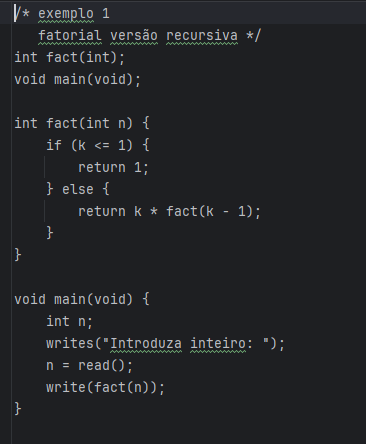 /* exemplo 1
   fatorial versão recursiva */
int fact(int);
void main(void);

int fact(int n) {
    if (k <= 1) {
        return 1;
    } else {
        return k * fact(k - 1);
    }
}

void main(void) {
    int n;
    writes("Introduza inteiro: ");
    n = read();
    write(fact(n));
}